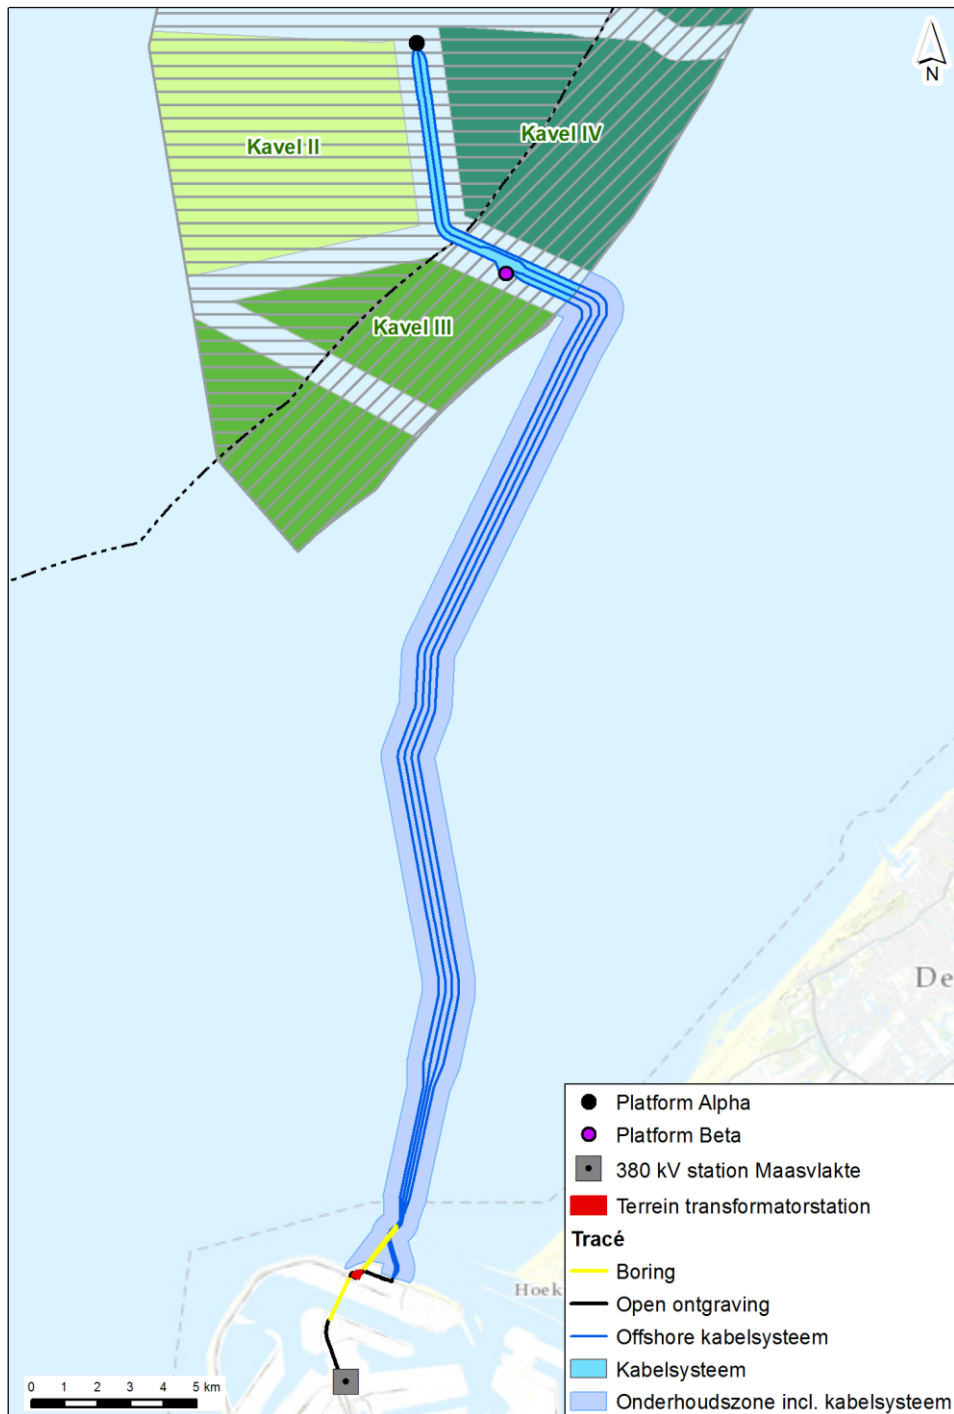 N
Kavel II
Kavel IV
Kavel III
De
Hoek
Platform Alpha
Platform Beta
380 kV station Maasvlakte
Terrein transformatorstation
Tracé
Boring
Open ontgraving
Offshore kabelsysteem
Kabelsysteem
Onderhoudszone incl. kabelsysteem
0 1 2 3 4 5 km